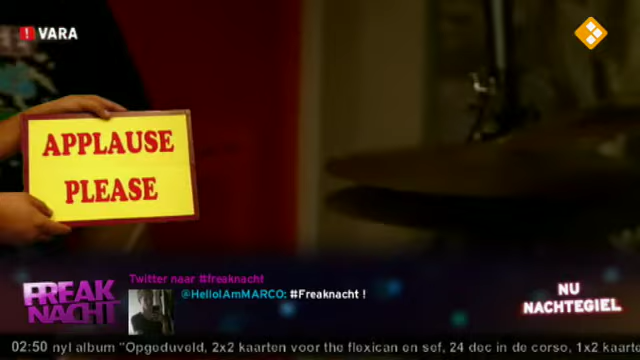 ! VARA
APPLAUSE
PLEASE
Twitter naar #freaknacht
@HelloIAmMARCO: #Freaknacht !
FREAK
NACHT
NU
NACHTEGIEL
02:50 nyl album "Opgeduveld, 2x2 kaarten voor the flexican en sef, 24 dec in de corso, 1x2 kaarte